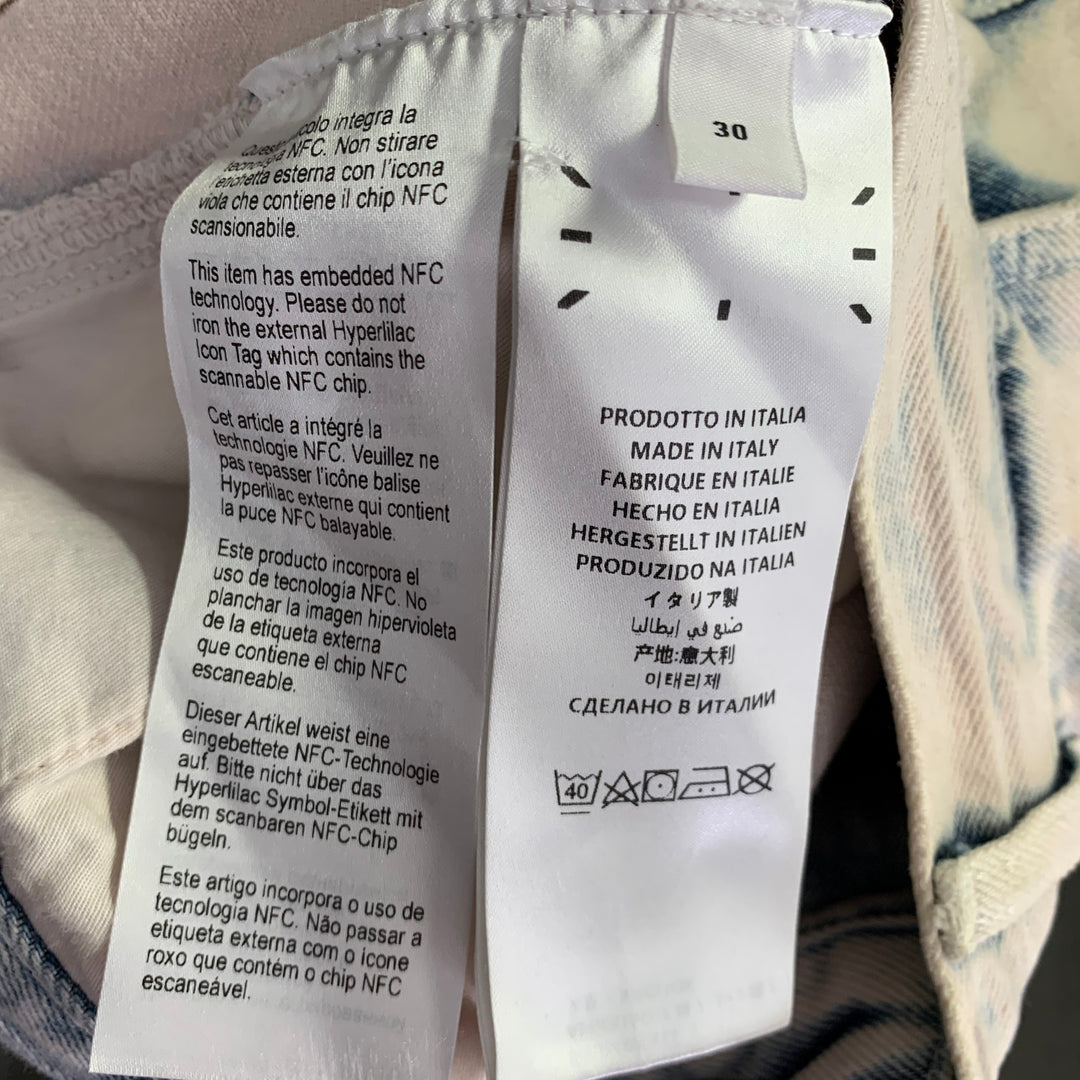 colo integra la
NFC. Non stirare
l'etichetta esterna con l'icona
viola che contiene il chip NFC
scansionabile.
This item has embedded NFC
technology. Please do not
iron the external Hyperlilac
Icon Tag which contains the
scannable NFC chip.
Cet article a intégré la
technologie NFC. Veuillez ne
pas repasser l'icône balise
Hyperlilac externe qui contient
la puce NFC balayable.
Este producto incorpora el
uso de tecnología NFC. No
planchar la imagen hipervioleta
de la etiqueta externa
que contiene el chip NFC
escaneable.
Dieser Artikel weist eine
eingebettete NFC-Technologie
auf. Bitte nicht über das
Hyperlilac Symbol-Etikett mit
dem scanbaren NFC-Chip
bügeln.
Este artigo incorpora o uso de
tecnologia NFC. Não passar a
etiqueta externa com o ícone
roxo que contém o chip NFC
escaneável.
30
PRODOTTO IN ITALIA
MADE IN ITALY
FABRIQUE EN ITALIE
HECHO EN ITALIA
HERGESTELLT IN ITALIEN
PRODUZIDO NA ITALIA
イタリア製
صنع في إيطاليا
产地:意大利
이태리제
СДЕЛАНО В ИТАЛИИ
40